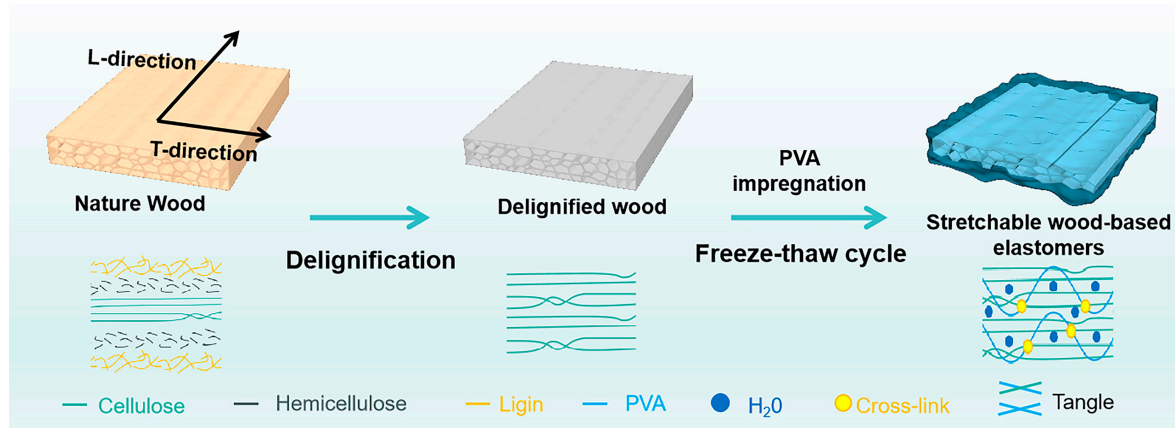 L-direction
T-direction
Nature Wood
Delignification
Delignified wood
PVA
impregnation
Freeze-thaw cycle
Stretchable wood-based
elastomers
Cellulose
Hemicellulose
Ligin
PVA
H₂0
Cross-link
Tangle